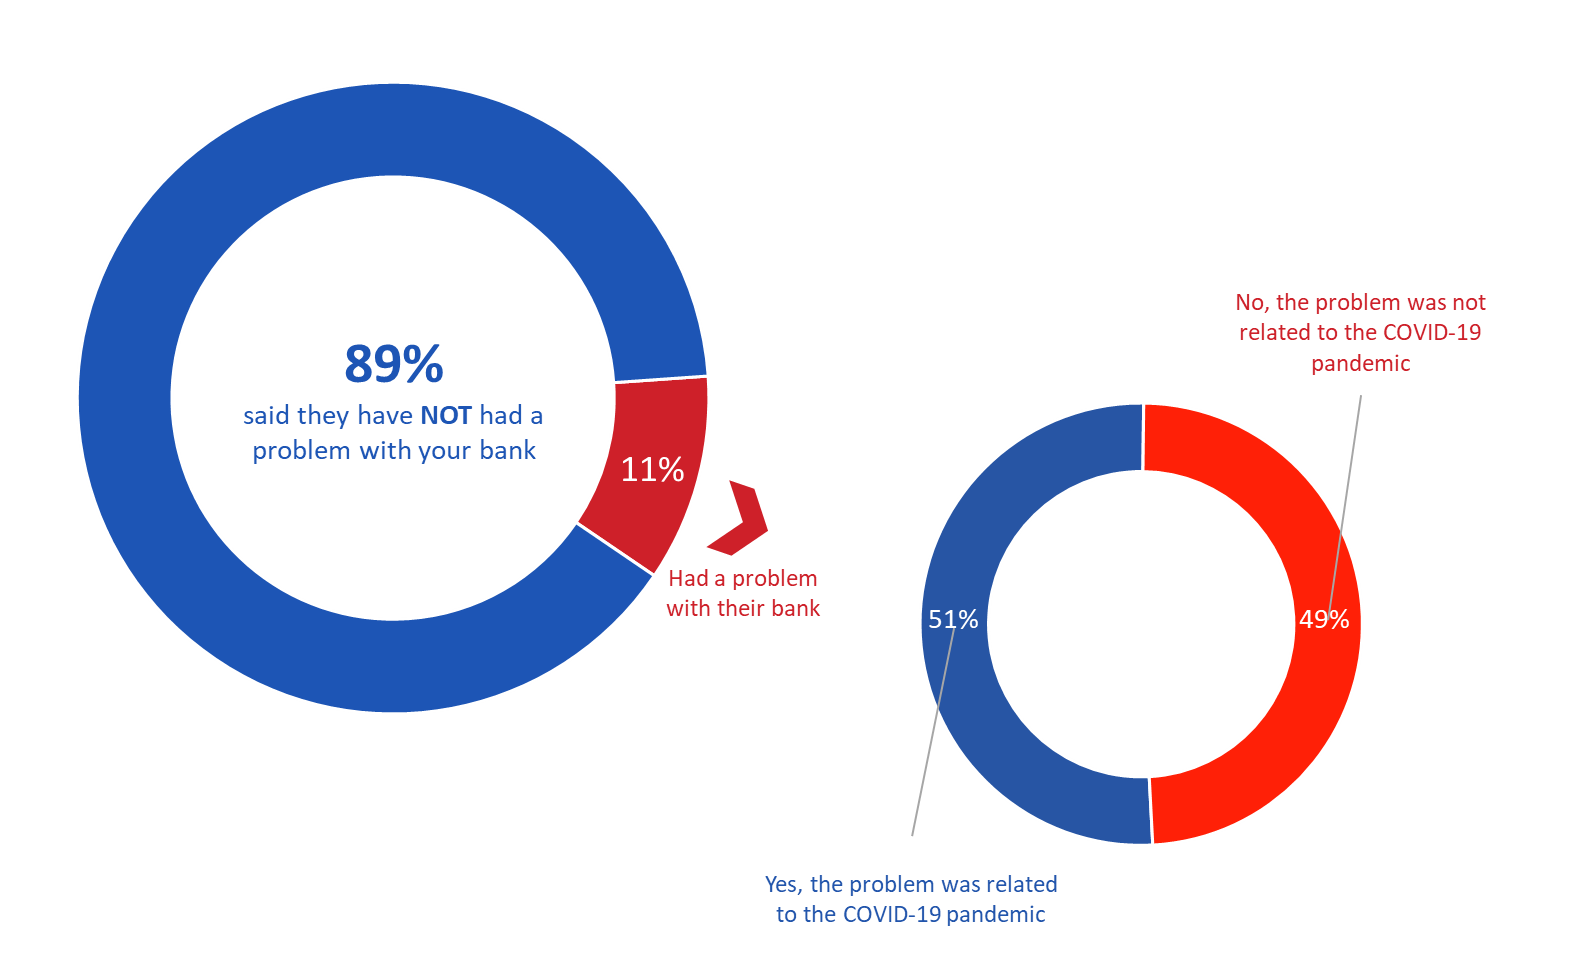 89%
said they have NOT had a
problem with your bank
11%
Had a problem
with their bank
No, the problem was not
related to the COVID-19
pandemic
51%
49%
Yes, the problem was related
to the COVID-19 pandemic